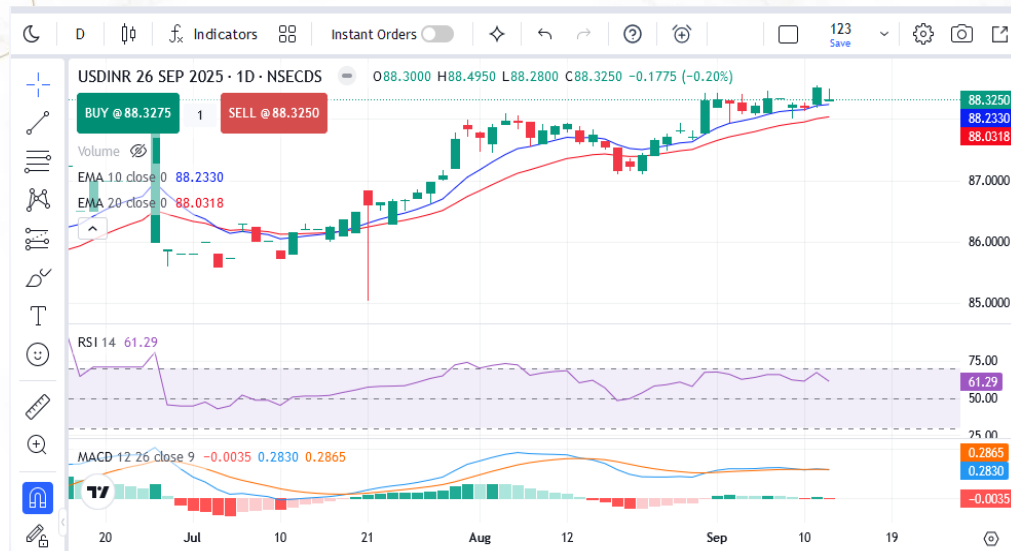 D Indicators Instant Orders 123
Save
USDINR 26 SEP 2025 · 1D · NSECDS O88.3000 H88.4950 L88.2800 C88.3250 −0.1775 (−0.20%)
88.3250
BUY @ 88.3275 1 SELL @ 88.3250
88.2330
88.0318
Volume
EMA 10 close 0 88.2330
87.0000
EMA 20 close 0 88.0318
86.0000
85.0000
RSI 14 61.29
75.00
61.29
50.00
25.00
MACD 12 26 close 9 −0.0035 0.2830 0.2865
0.2865
0.2830
−0.0035
20 Jul 10 21 Aug 12 Sep 10 19